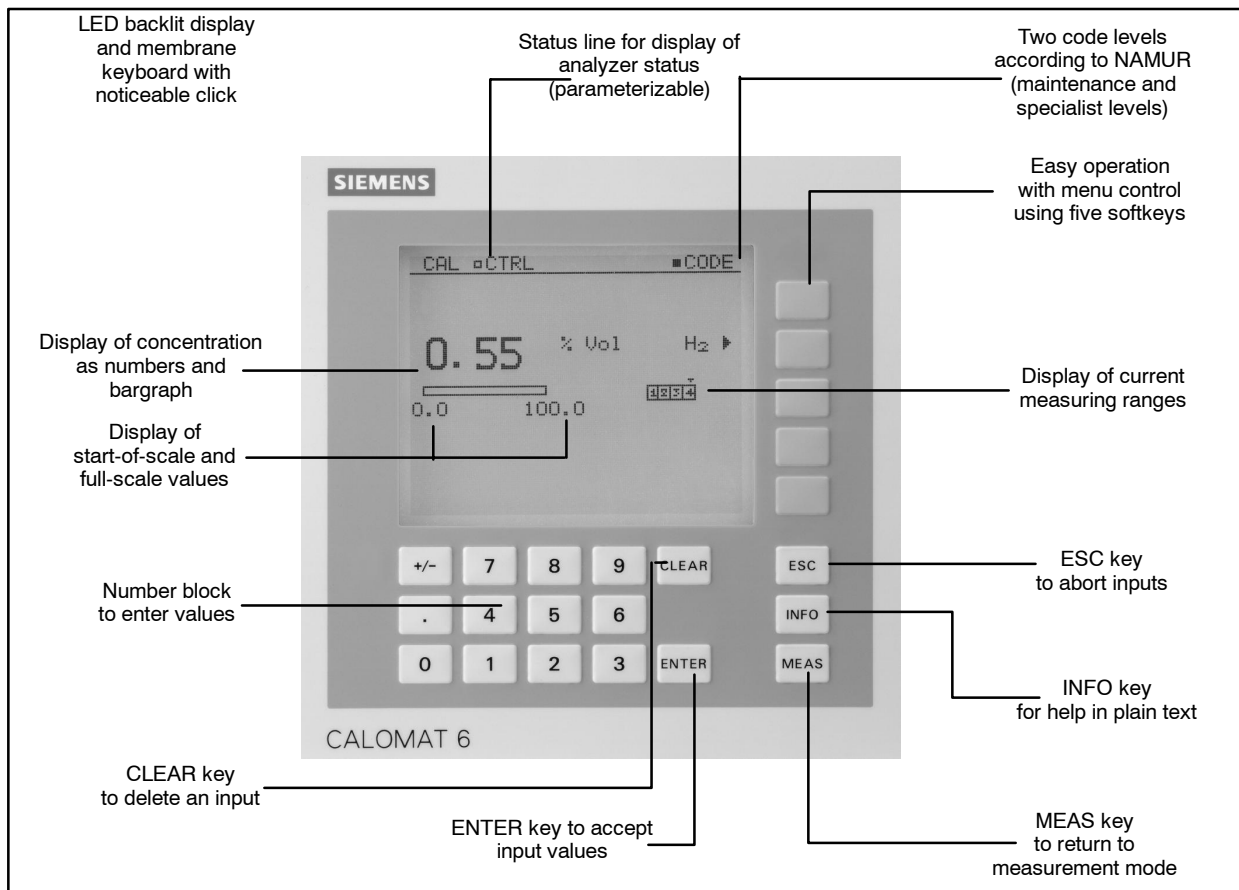 LED backlit display
and membrane
keyboard with
noticeable click
Status line for display of
analyzer status
(parameterizable)
Two code levels
according to NAMUR
(maintenance and
specialist levels)
Easy operation
with menu control
using five softkeys
SIEMENS
CAL ▫CTRL ▪CODE
0.55 % Vol H₂ ▶
1 2 3 4
0.0 100.0
Display of concentration
as numbers and
bargraph
Display of
start-of-scale and
full-scale values
Display of current
measuring ranges
+/- 7 8 9 CLEAR ESC
. 4 5 6 INFO
0 1 2 3 ENTER MEAS
Number block
to enter values
ESC key
to abort inputs
INFO key
for help in plain text
CALOMAT 6
CLEAR key
to delete an input
ENTER key to accept
input values
MEAS key
to return to
measurement mode